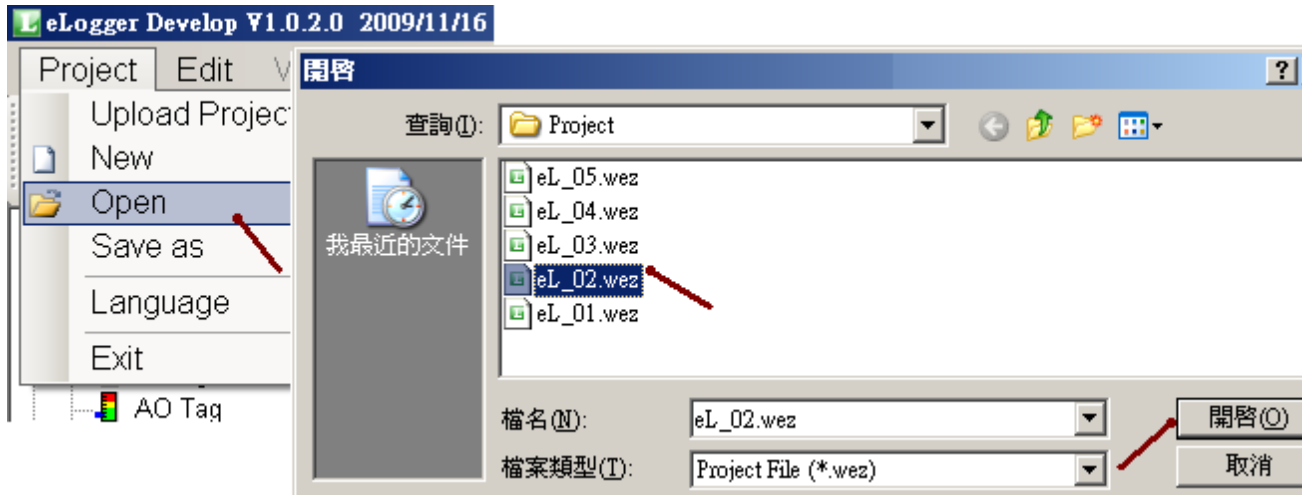 eLogger Develop V1.0.2.0 2009/11/16
Project Edit V
Upload Projec
New
Open
Save as
Language
Exit
AO Tag
開啓
?
查詢(I):
Project
我最近的文件
eL_05.wez
eL_04.wez
eL_03.wez
eL_02.wez
eL_01.wez
檔名(N):
eL_02.wez
開啓(O)
檔案類型(T):
Project File (*.wez)
取消